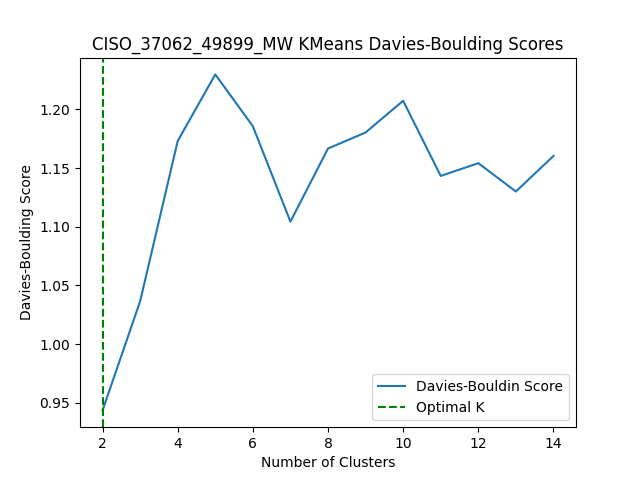 CISO_37062_49899_MW KMeans Davies-Boulding Scores
Davies-Boulding Score
1.20
1.15
1.10
1.05
1.00
0.95
2 4 6 8 10 12 14
Number of Clusters
Davies-Bouldin Score
Optimal K